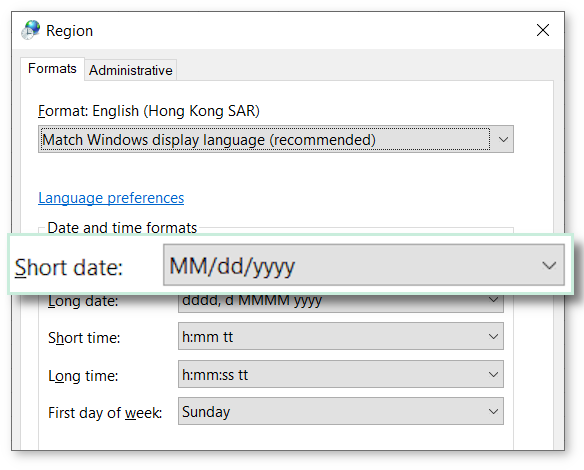 Region
Formats Administrative
Format: English (Hong Kong SAR)
Match Windows display language (recommended)
Language preferences
Date and time formats
Short date: MM/dd/yyyy
Long date: dddd, d MMMM yyyy
Short time: h:mm tt
Long time: h:mm:ss tt
First day of week: Sunday